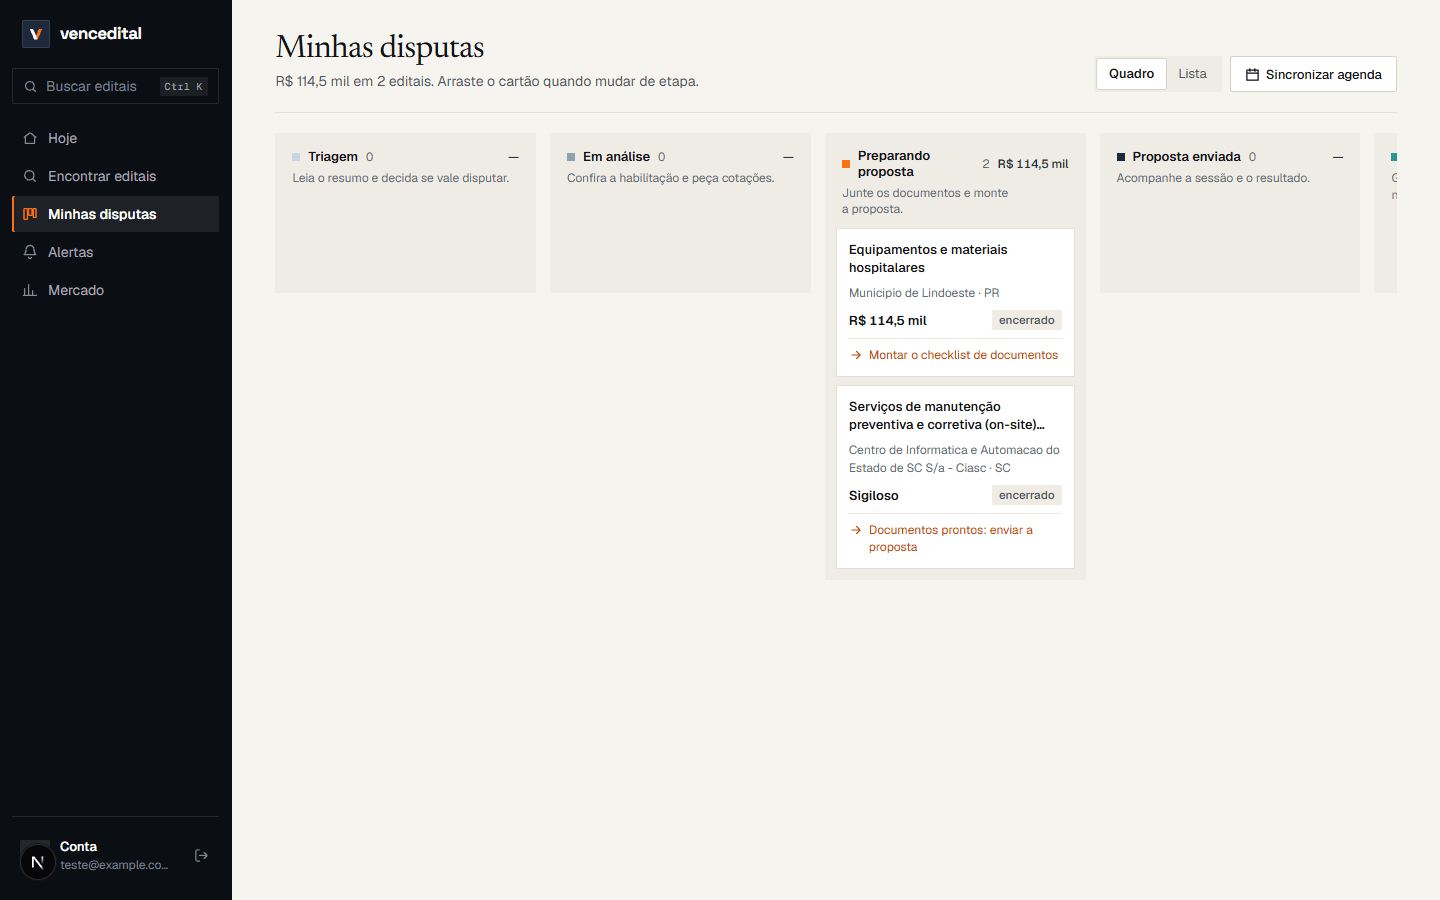 vencedital
Buscar editais
Ctrl K
Hoje
Encontrar editais
Minhas disputas
Alertas
Mercado
Conta
teste@example.co...
N
Minhas disputas
R$ 114,5 mil em 2 editais. Arraste o cartão quando mudar de etapa.
Quadro
Lista
Sincronizar agenda
Triagem 0 —
Leia o resumo e decida se vale disputar.
Em análise 0 —
Confira a habilitação e peça cotações.
Preparando
proposta
2 R$ 114,5 mil
Junte os documentos e monte
a proposta.
Equipamentos e materiais
hospitalares
Municipio de Lindoeste · PR
R$ 114,5 mil
encerrado
→ Montar o checklist de documentos
Serviços de manutenção
preventiva e corretiva (on-site)...
Centro de Informatica e Automacao do
Estado de SC S/a - Ciasc · SC
Sigiloso
encerrado
→ Documentos prontos: enviar a
proposta
Proposta enviada 0 —
Acompanhe a sessão e o resultado.